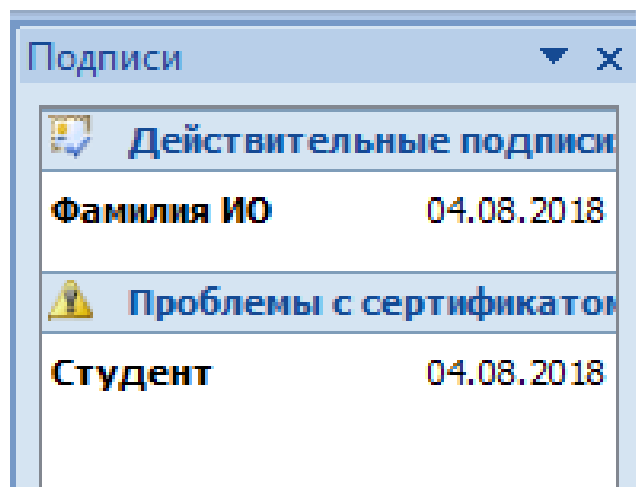 Подписи
Действительные подписи:
Фамилия ИО 04.08.2018
Проблемы с сертификатом
Студент 04.08.2018